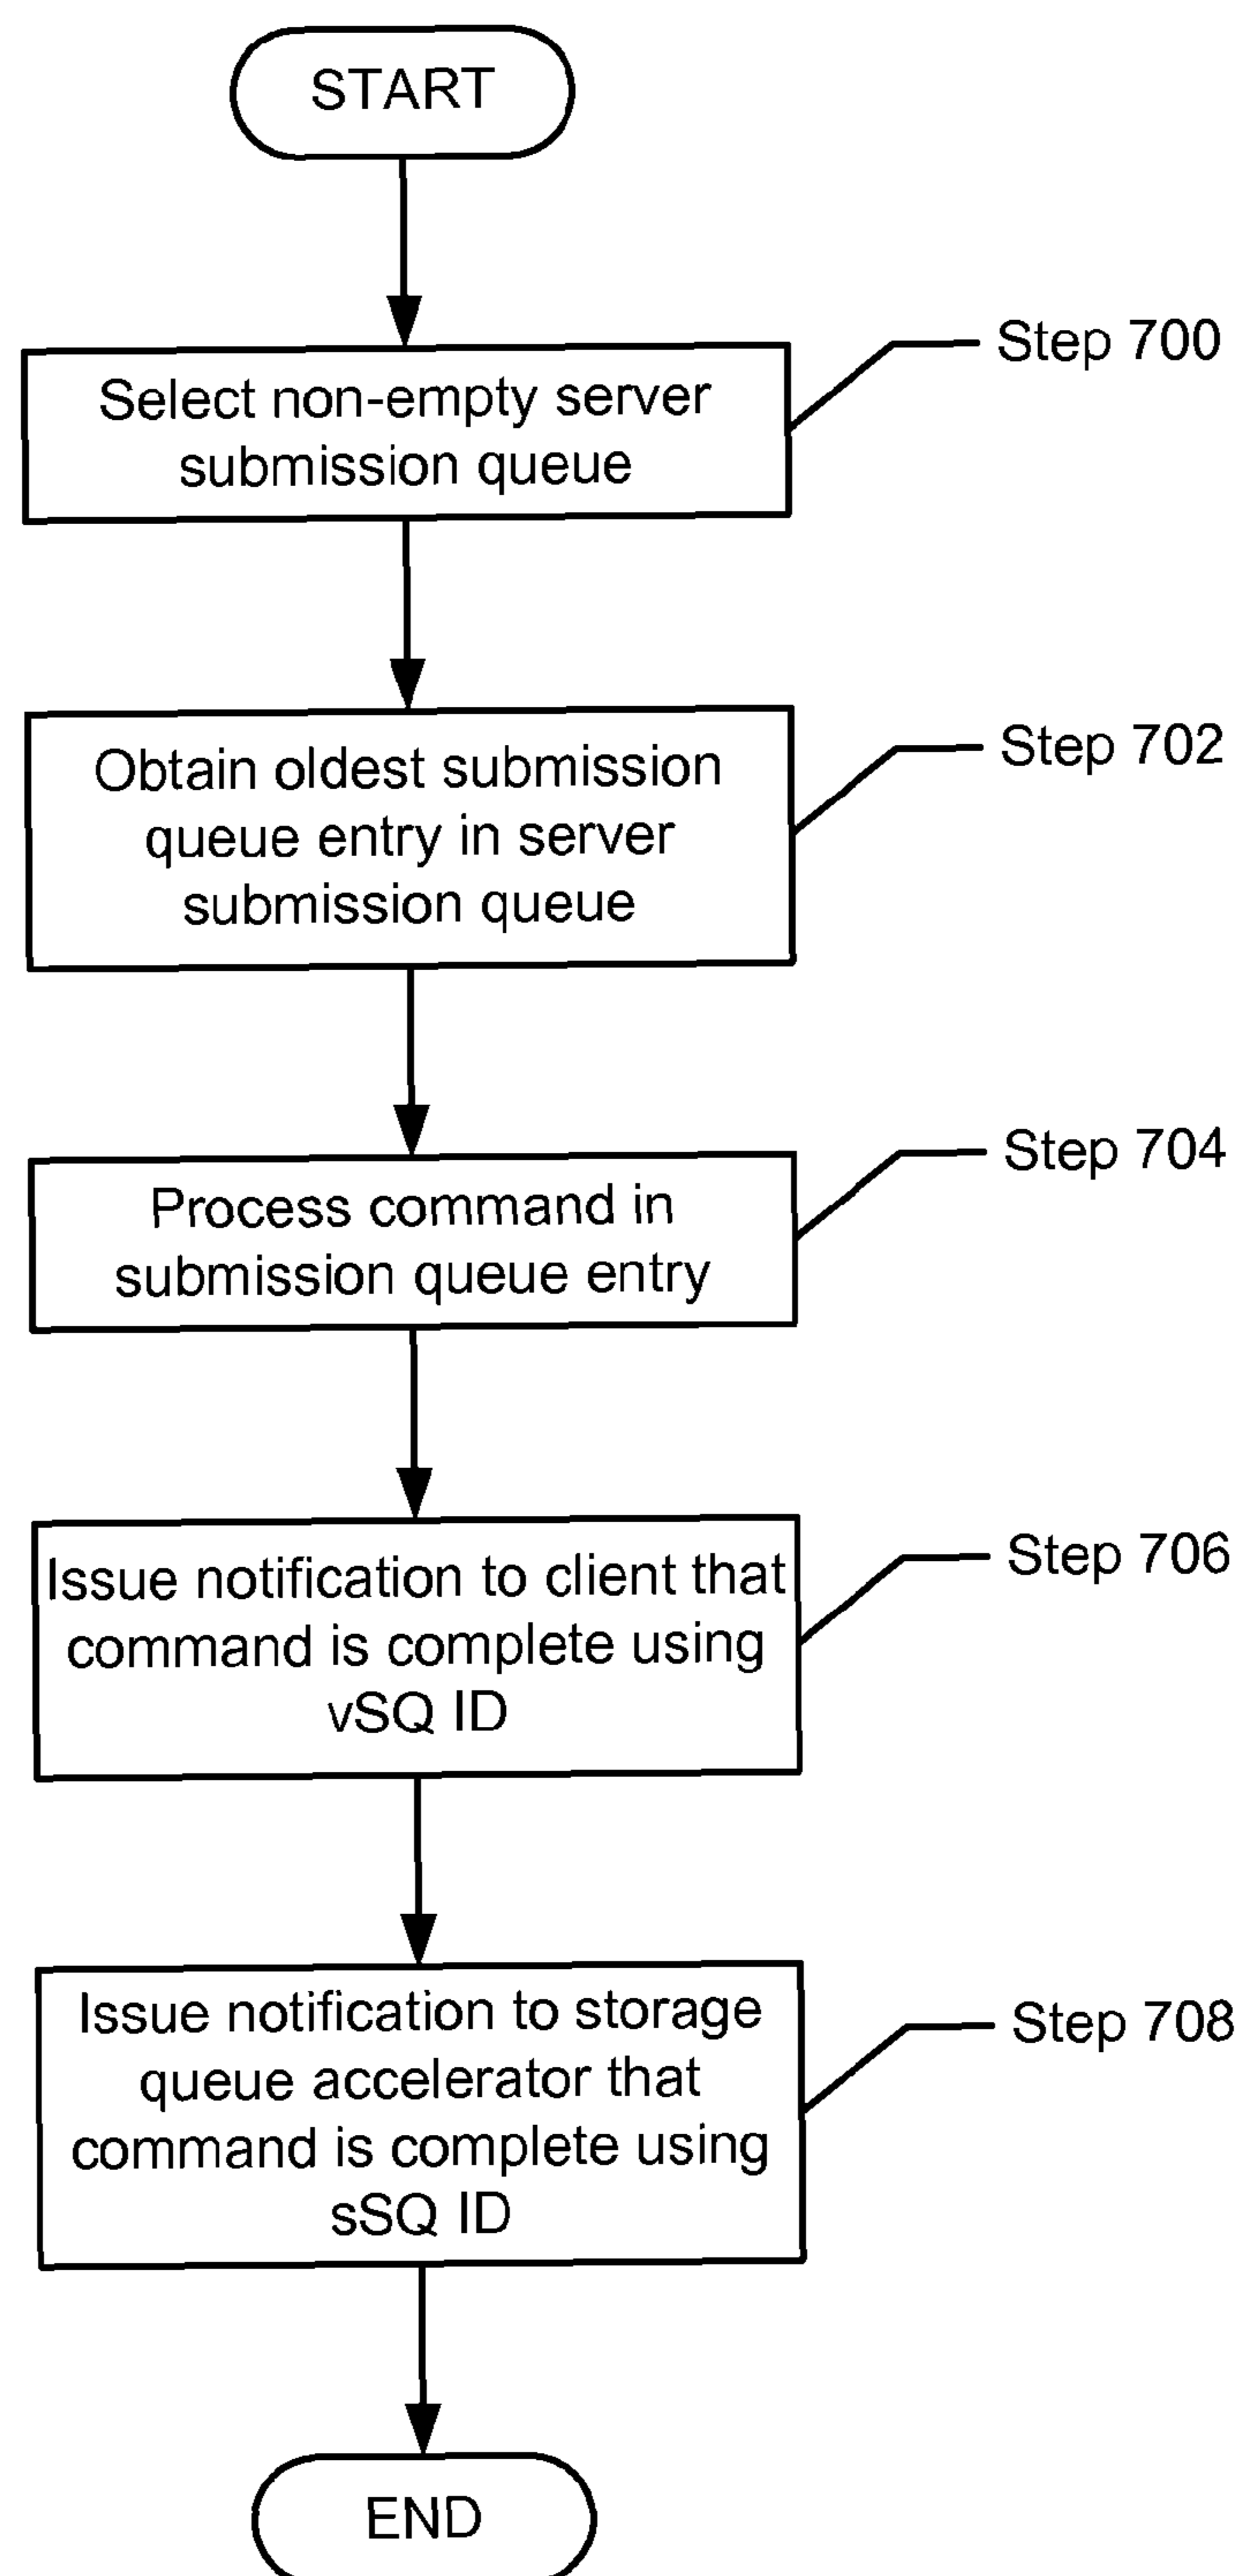 START
Step 700
Select non-empty server
submission queue
Step 702
Obtain oldest submission
queue entry in server
submission queue
Step 704
Process command in
submission queue entry
Step 706
Issue notification to client that
command is complete using
vSQ ID
Step 708
Issue notification to storage
queue accelerator that
command is complete using
sSQ ID
END